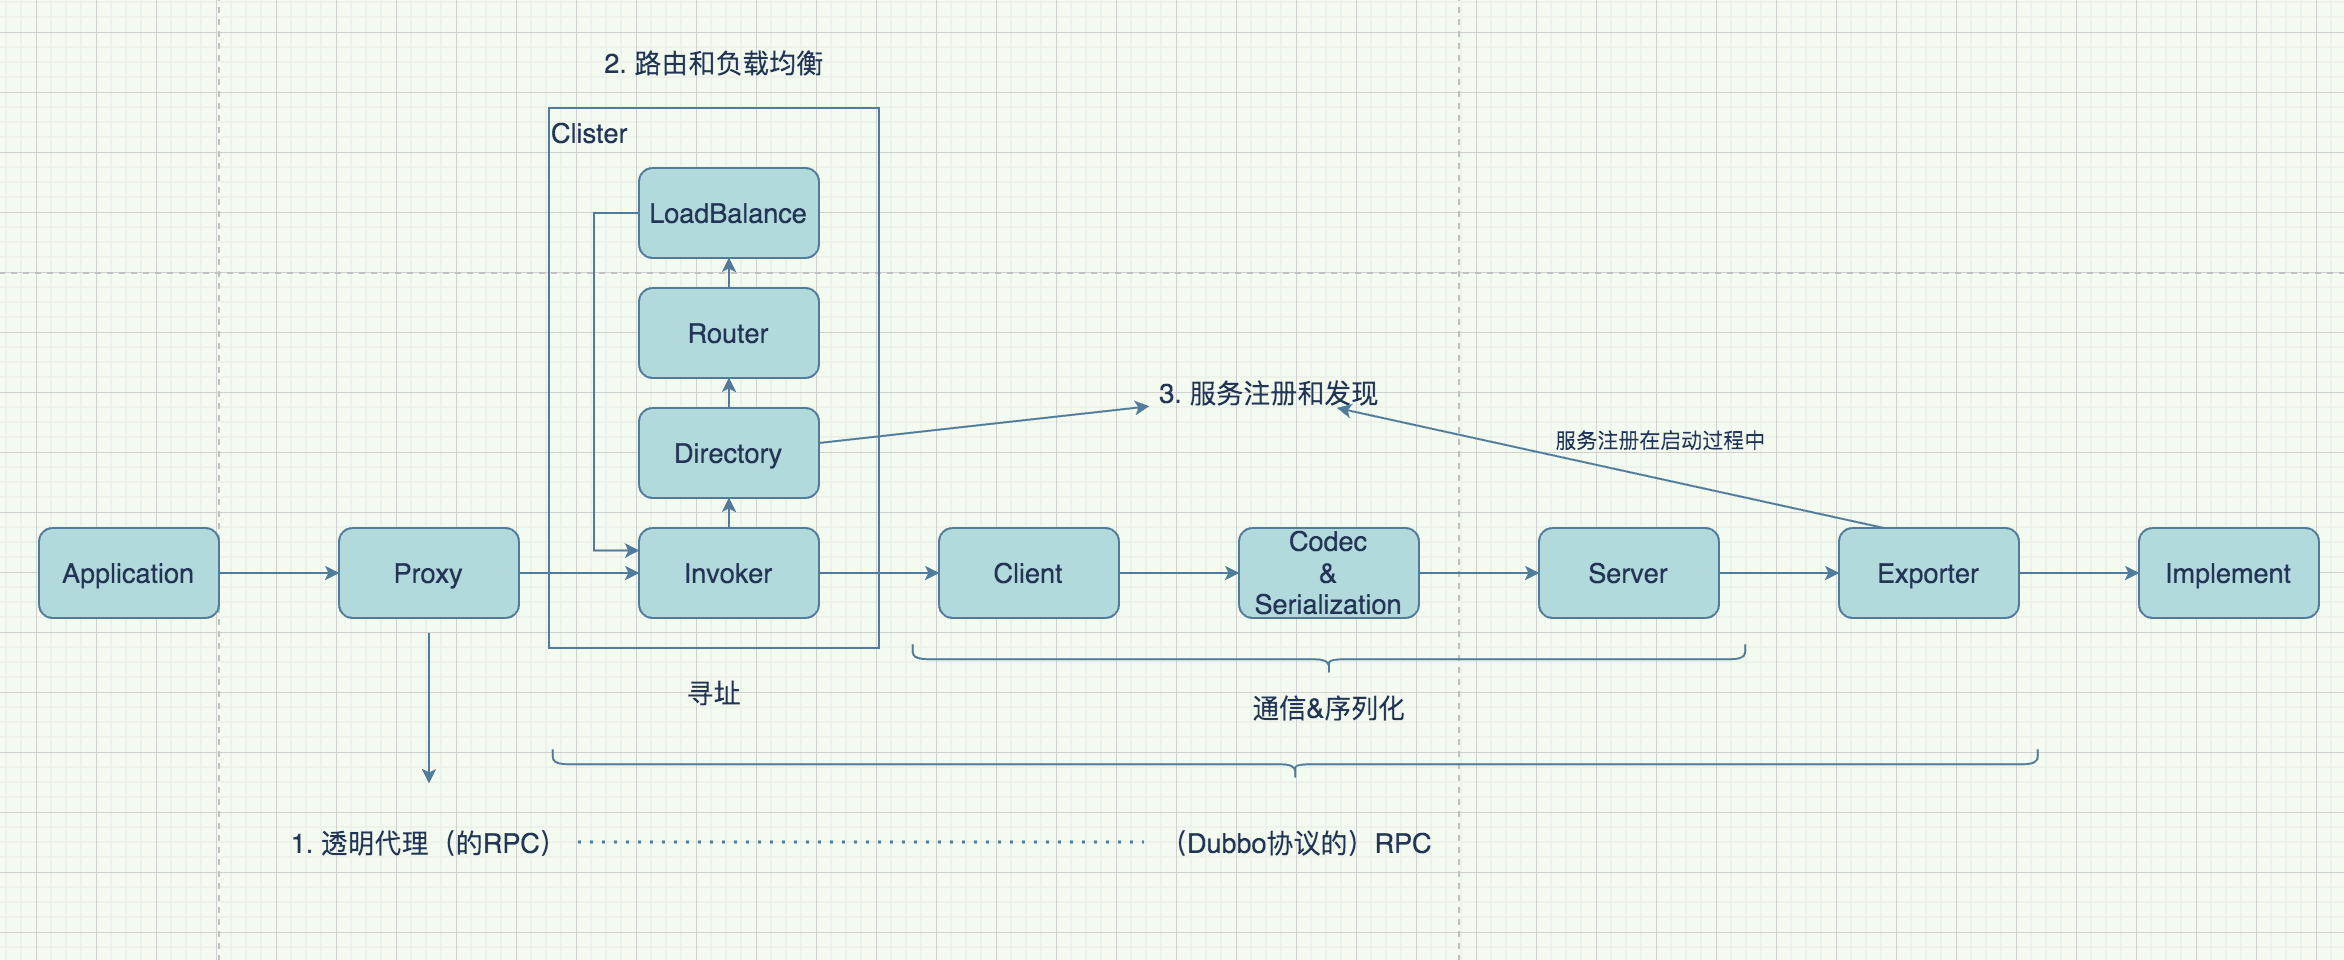 2. 路由和负载均衡
Clister
LoadBalance
Router
3. 服务注册和发现
Directory
服务注册在启动过程中
Application
Proxy
Invoker
Client
Codec
&
Serialization
Server
Exporter
Implement
寻址
通信&序列化
1. 透明代理（的RPC）
（Dubbo协议的）RPC